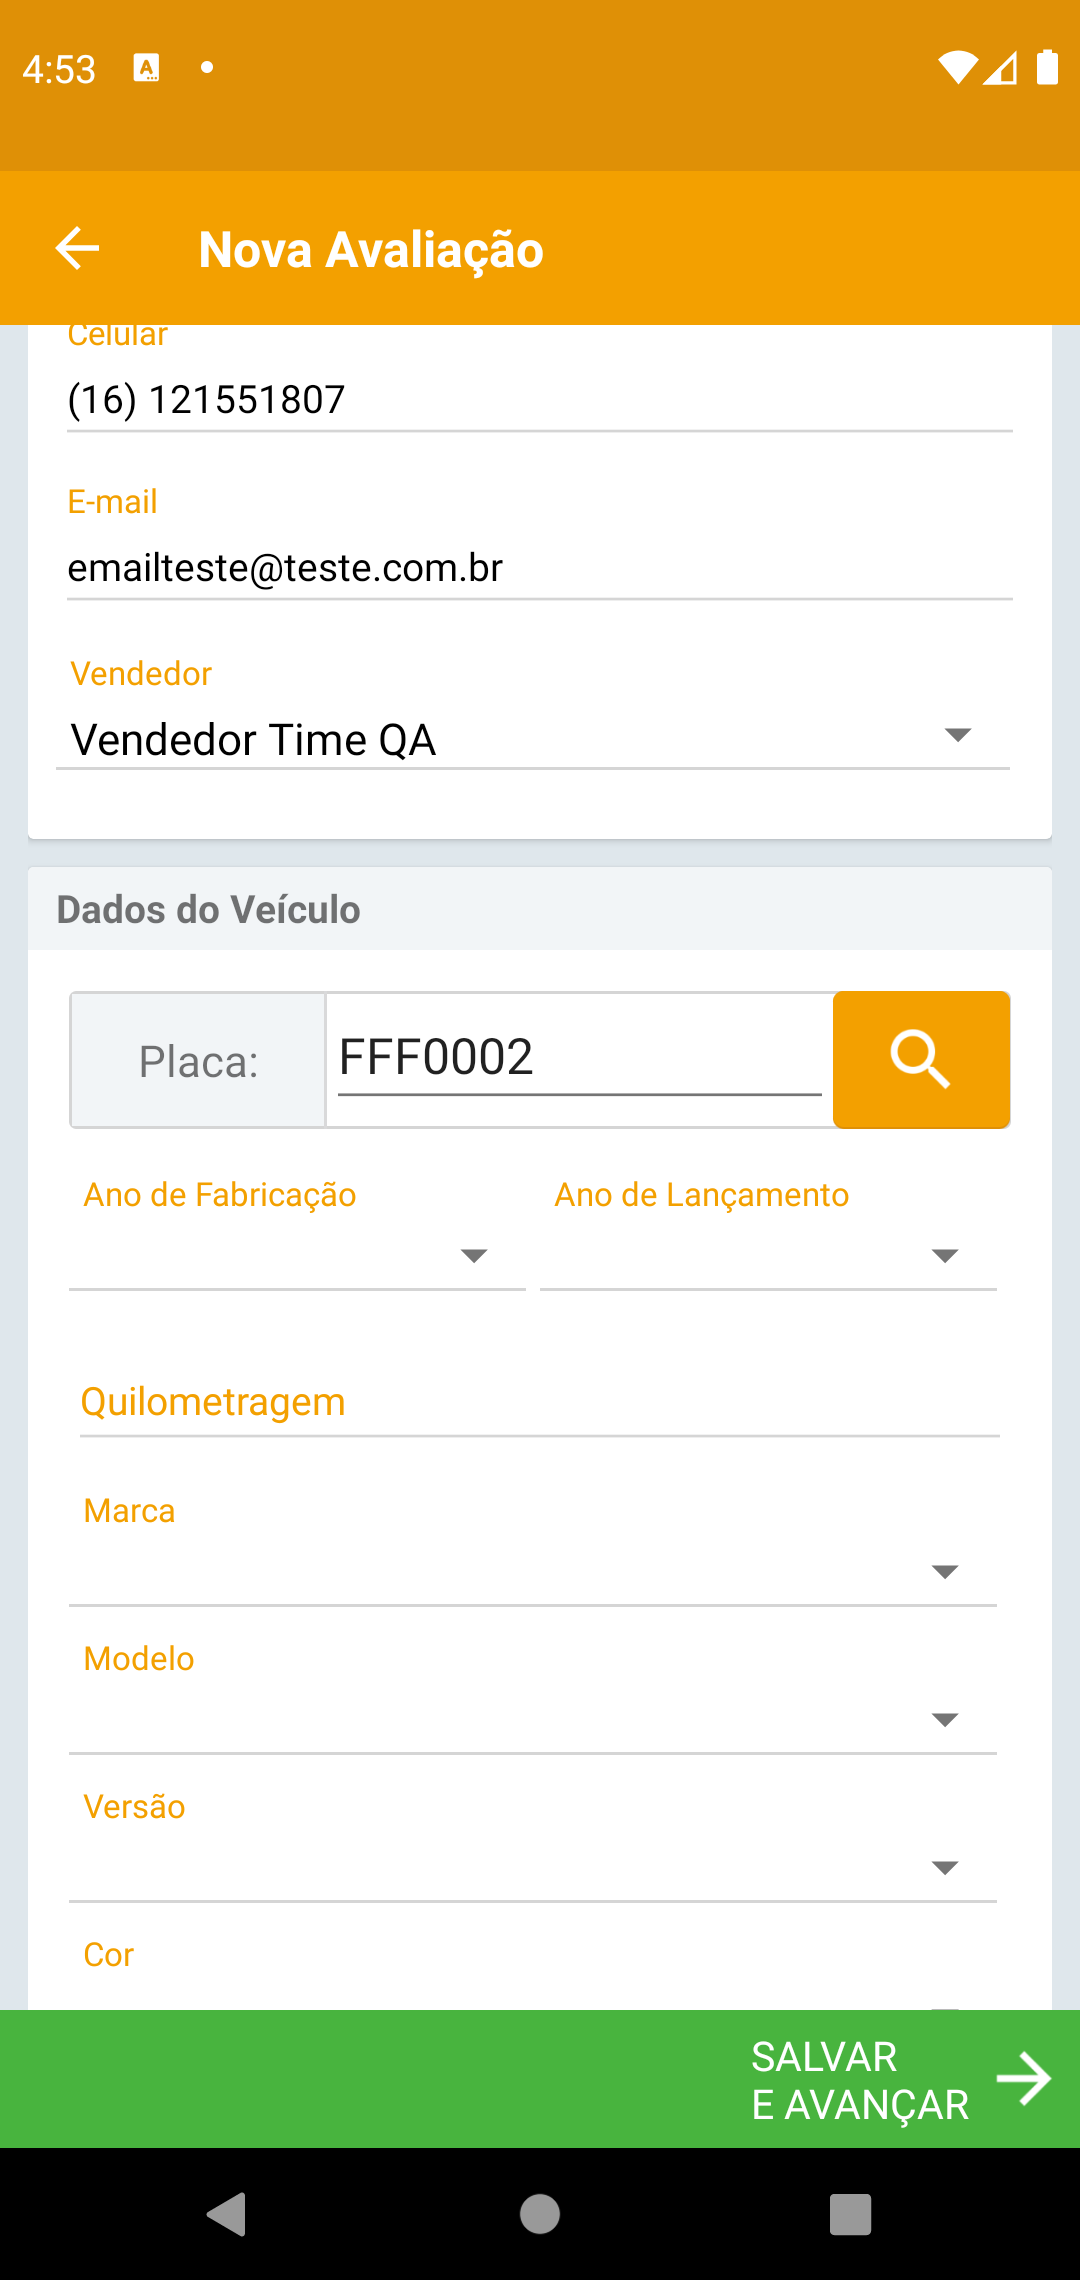 4:53
Nova Avaliação
Celular
(16) 121551807
E-mail
emailteste@teste.com.br
Vendedor
Vendedor Time QA
Dados do Veículo
Placa: FFF0002
Ano de Fabricação Ano de Lançamento
Quilometragem
Marca
Modelo
Versão
Cor
SALVAR
E AVANÇAR